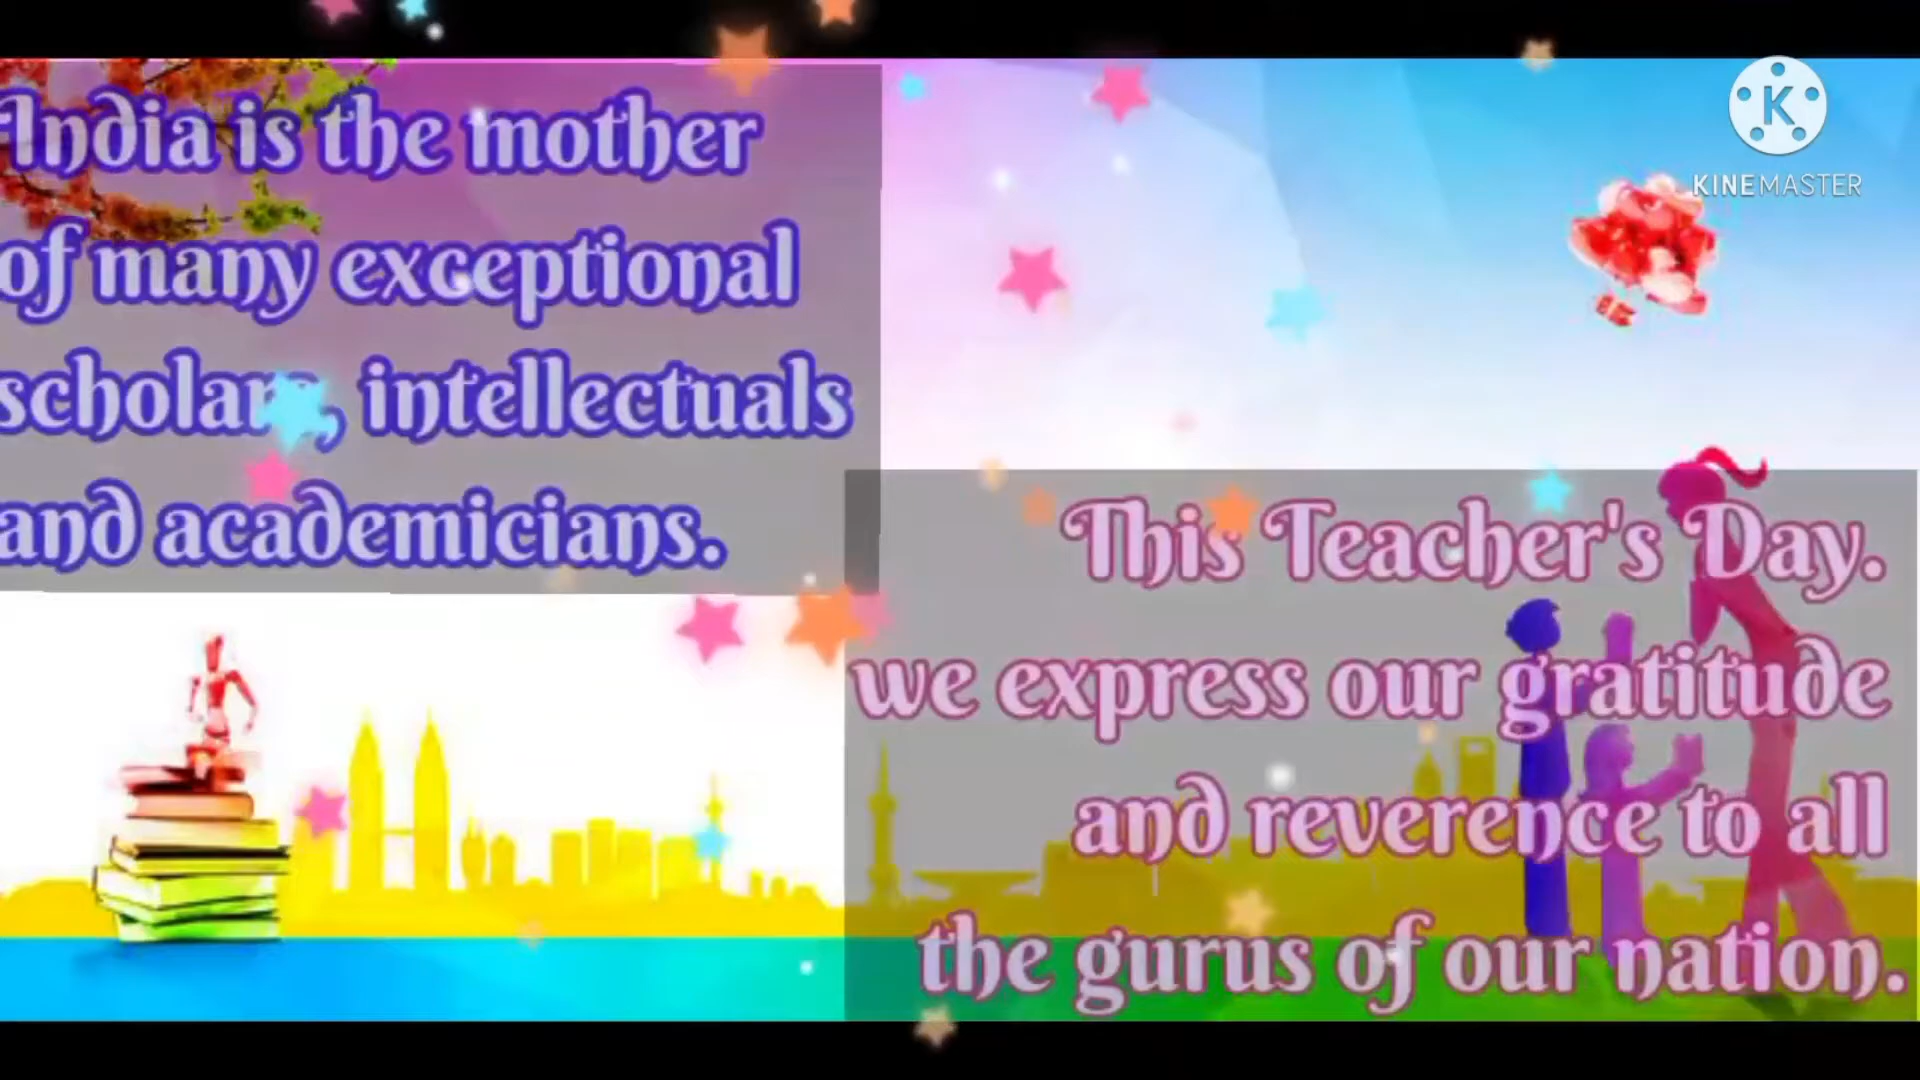 India is the mother
of many exceptional
scholars, intellectuals
and academicians.
KINEMASTER
This Teacher's Day.
we express our gratitude
and reverence to all
the gurus of our nation.